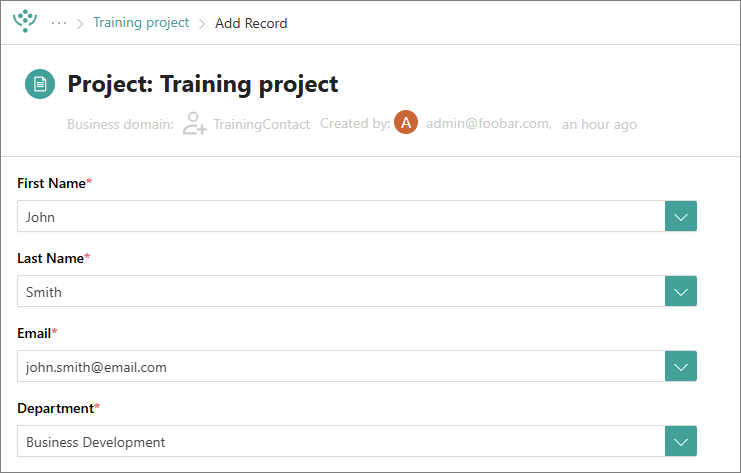 ··· > Training project > Add Record
Project: Training project
Business domain: TrainingContact Created by: A admin@foobar.com, an hour ago
First Name*
John
Last Name*
Smith
Email*
john.smith@email.com
Department*
Business Development